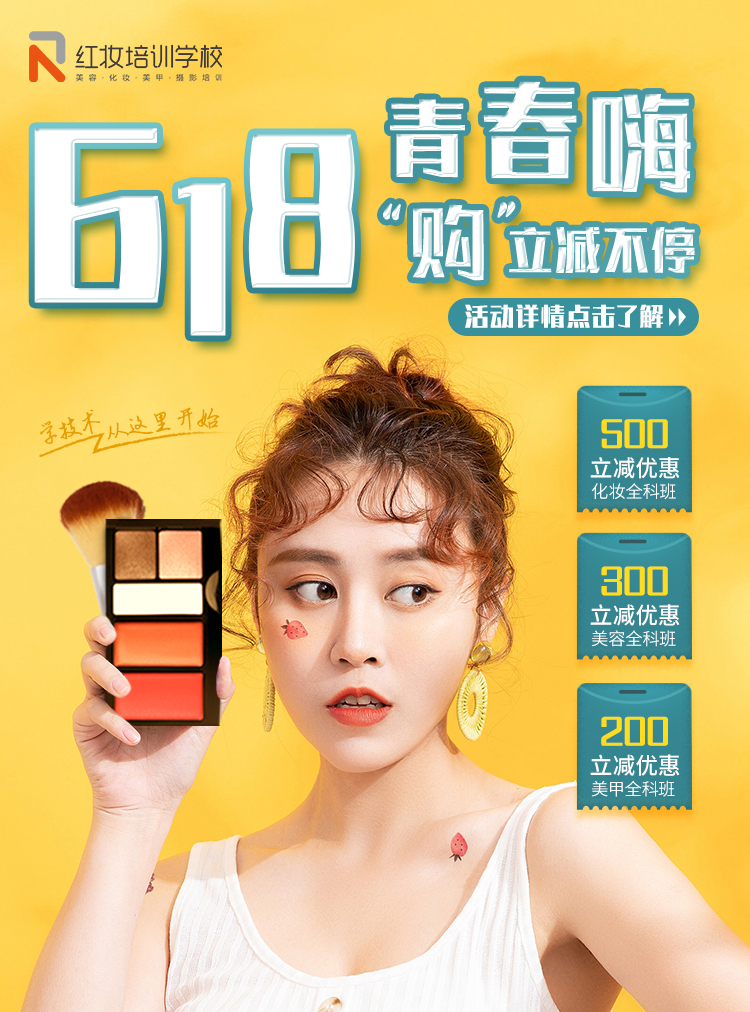 红妆培训学校
美容·化妆·美甲·摄影培训
618
青春嗨
“购”立减不停
活动详情点击了解
学技术 从这里开始
500
立减优惠
化妆全科班
300
立减优惠
美容全科班
200
立减优惠
美甲全科班